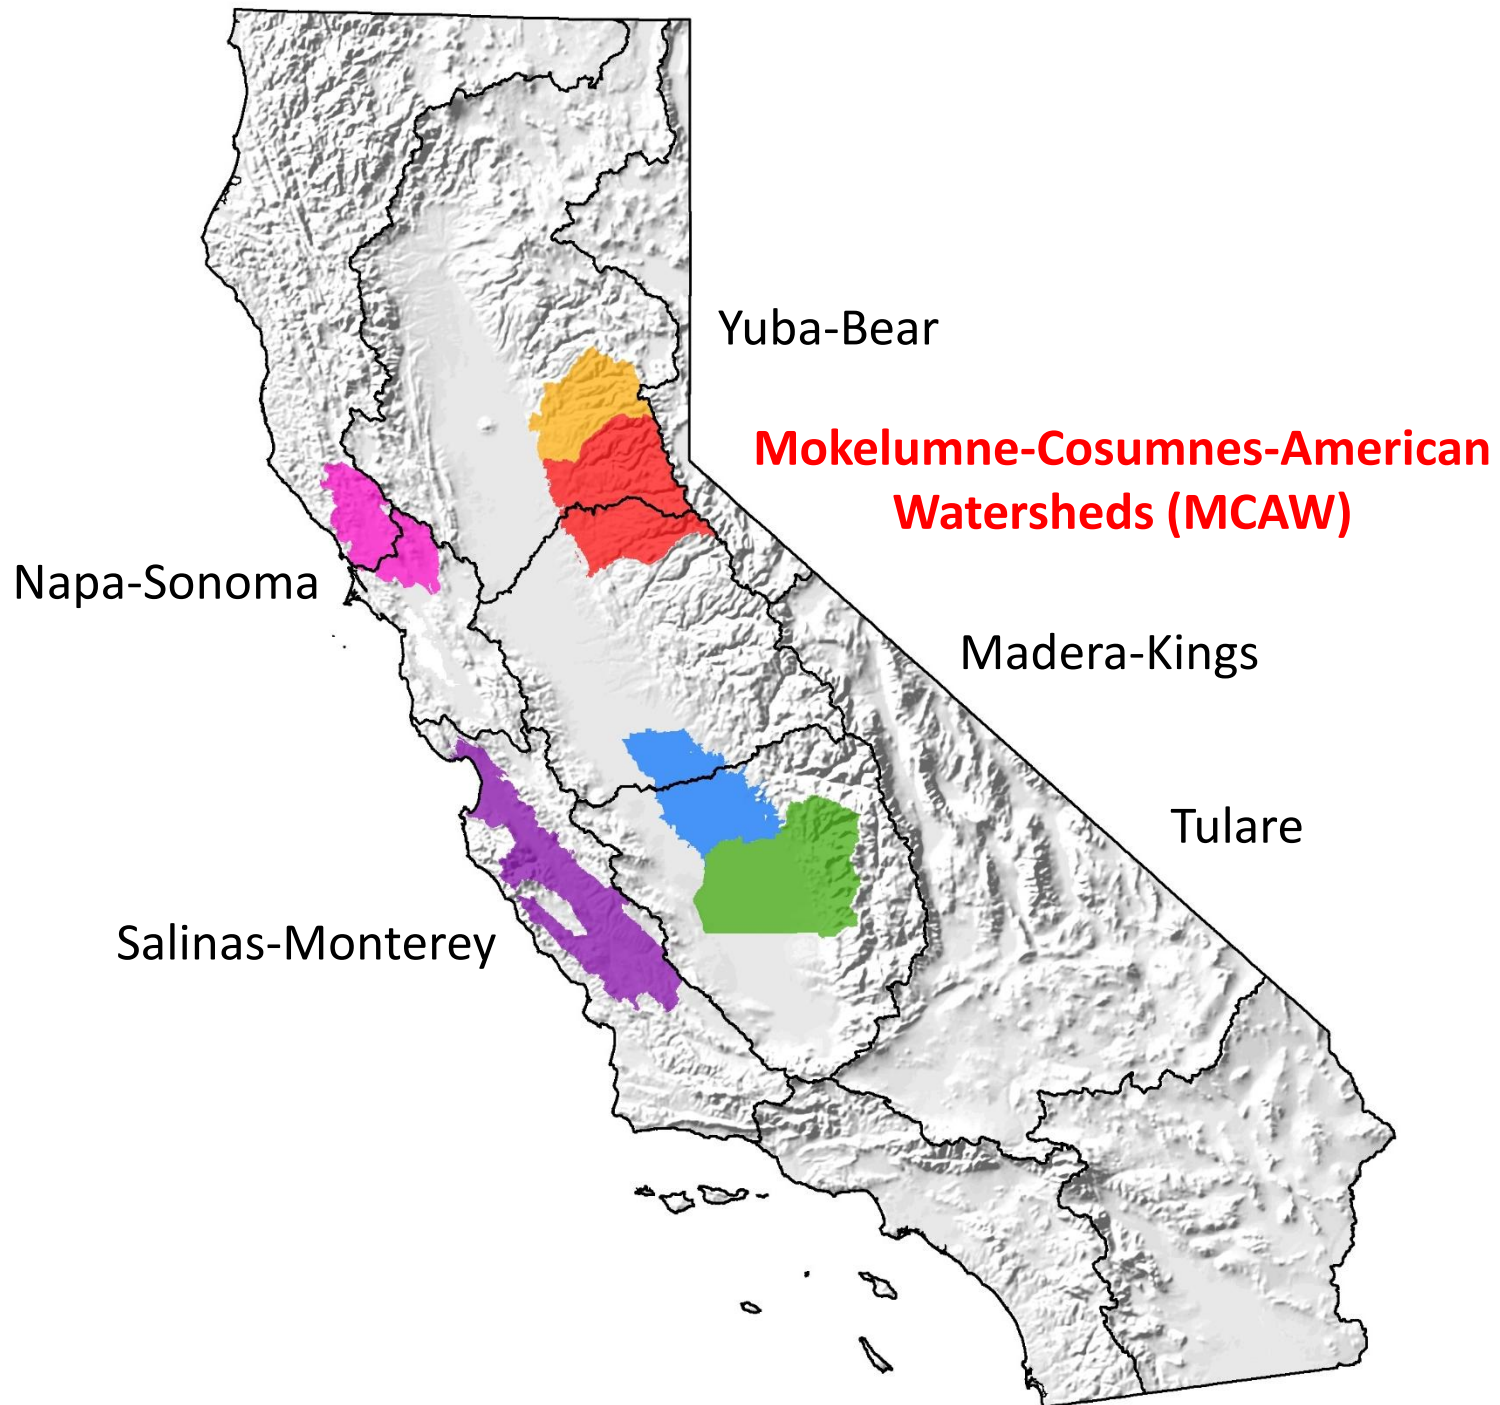 Yuba-Bear
Mokelumne-Cosumnes-American
Watersheds (MCAW)
Napa-Sonoma
Madera-Kings
Tulare
Salinas-Monterey